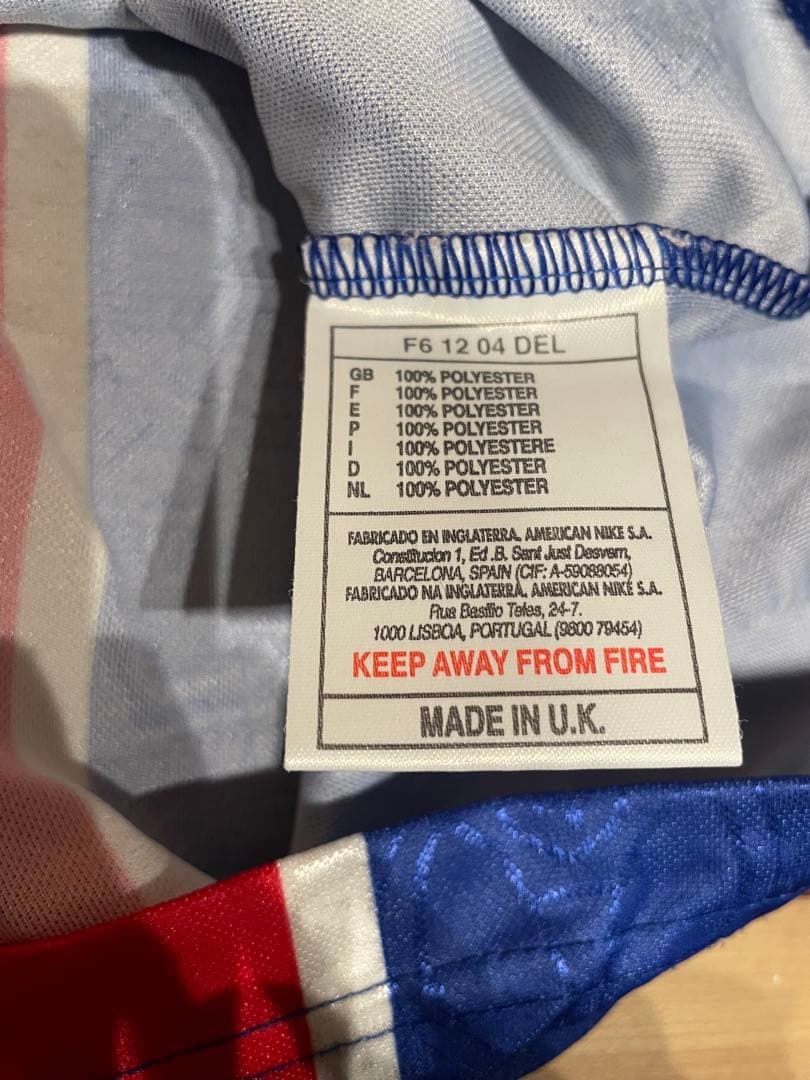 F6 12 04 DEL
GB 100% POLYESTER
F 100% POLYESTER
E 100% POLYESTER
P 100% POLYESTER
I 100% POLYESTERE
D 100% POLYESTER
NL 100% POLYESTER
FABRICADO EN INGLATERRA. AMERICAN NIKE S.A.
Constitucion 1, Ed .B. Sant Just Desvern,
BARCELONA, SPAIN (CIF: A-59088054)
FABRICADO NA INGLATERRA. AMERICAN NIKE S.A.
Rua Basilio Teles, 24-7.
1000 LISBOA, PORTUGAL (9800 79454)
KEEP AWAY FROM FIRE
MADE IN U.K.